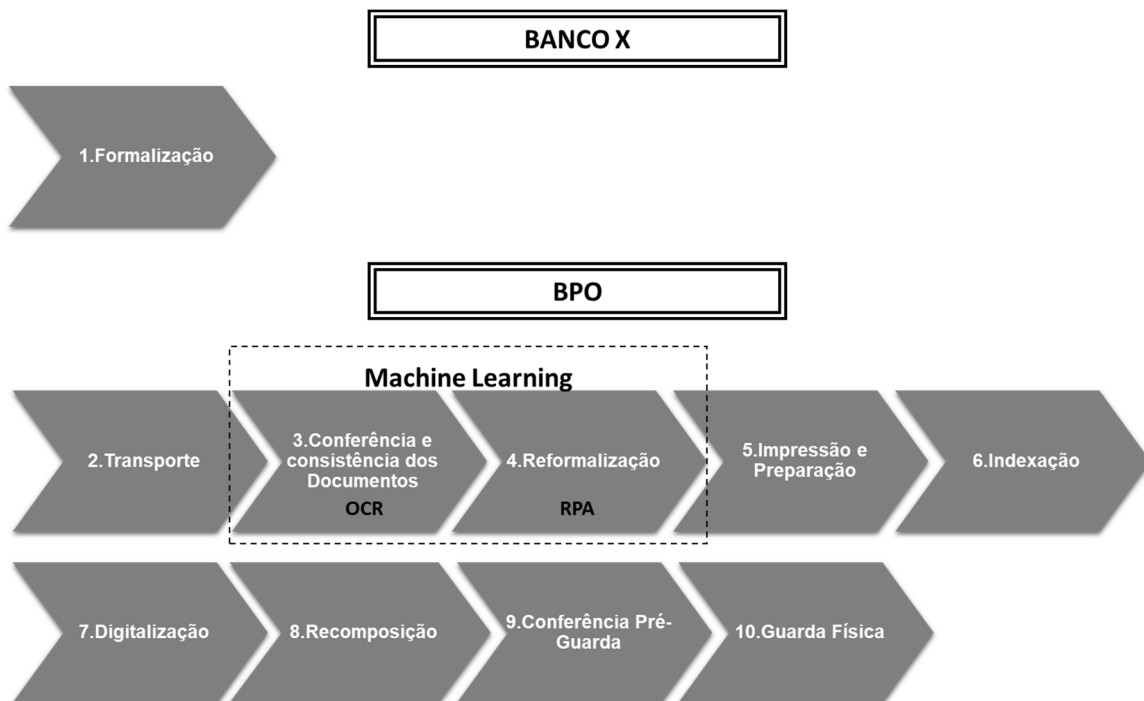 BANCO X
1.Formalização
BPO
Machine Learning
2.Transporte
3.Conferência e
consistência dos
Documentos
OCR
4.Reformalização
RPA
5.Impressão e
Preparação
6.Indexação
7.Digitalização
8.Recomposição
9.Conferência Pré-
Guarda
10.Guarda Física